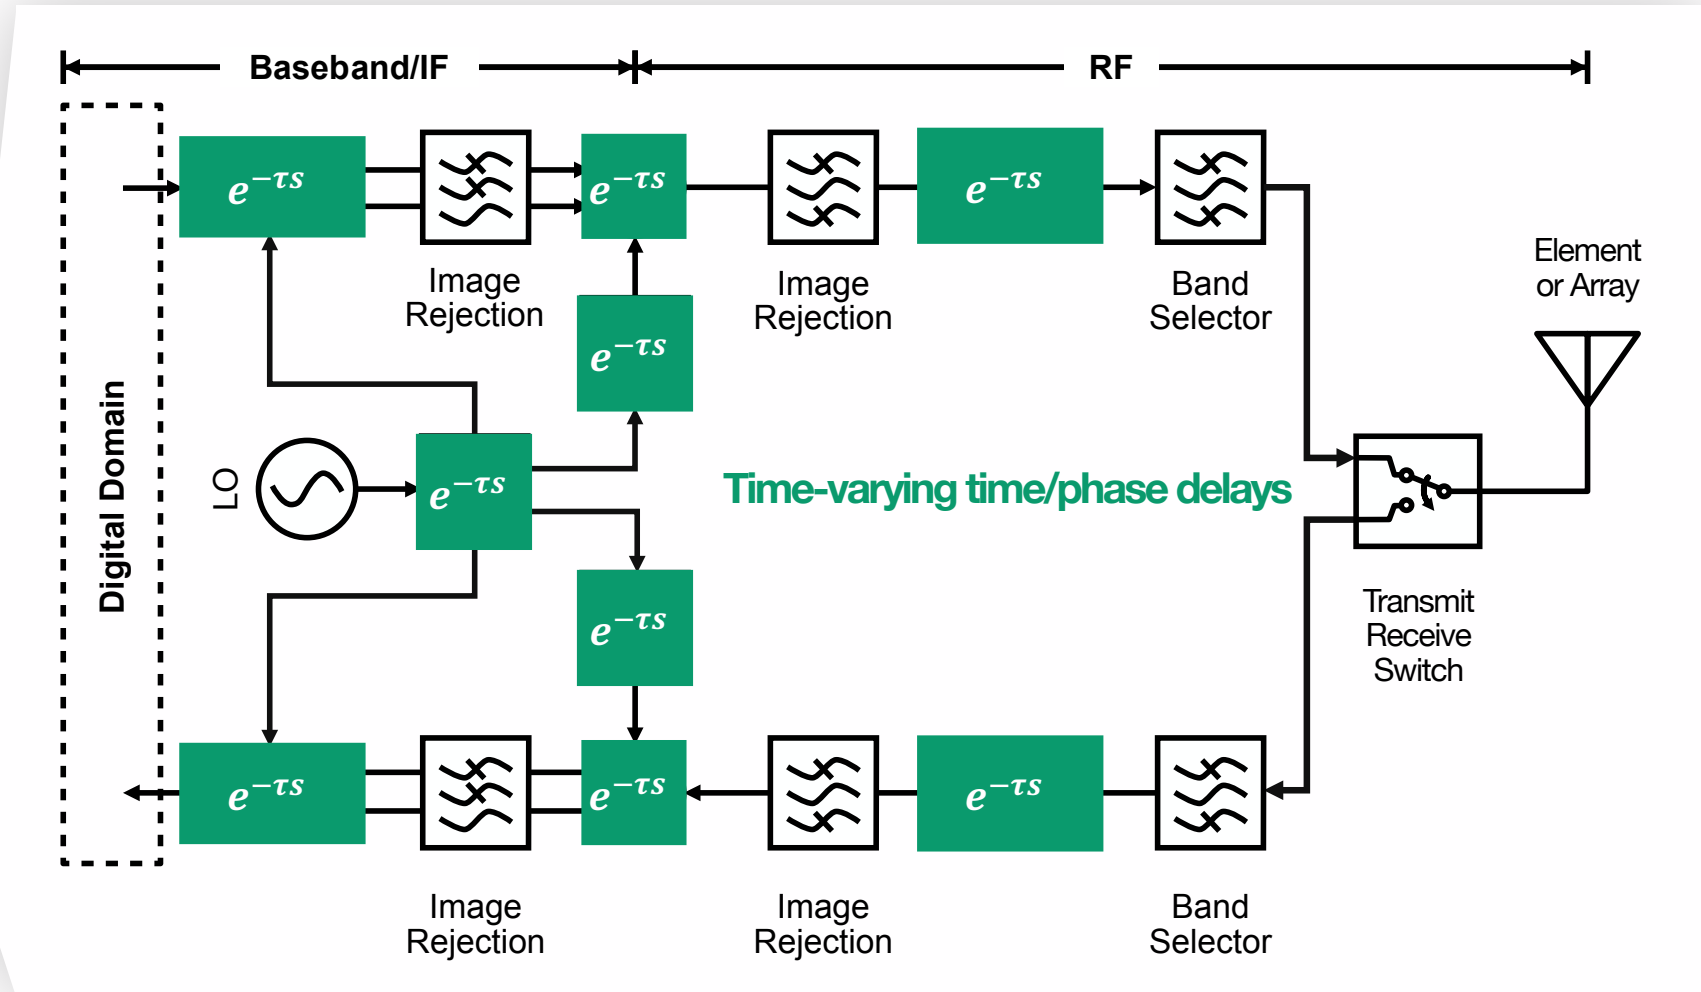 Baseband/IF
RF
e^{-τs}
e^{-τs}
e^{-τs}
Image
Rejection
Image
Rejection
Band
Selector
Element
or Array
e^{-τs}
Digital Domain
LO
e^{-τs}
Time-varying time/phase delays
e^{-τs}
Transmit
Receive
Switch
e^{-τs}
e^{-τs}
e^{-τs}
Image
Rejection
Image
Rejection
Band
Selector